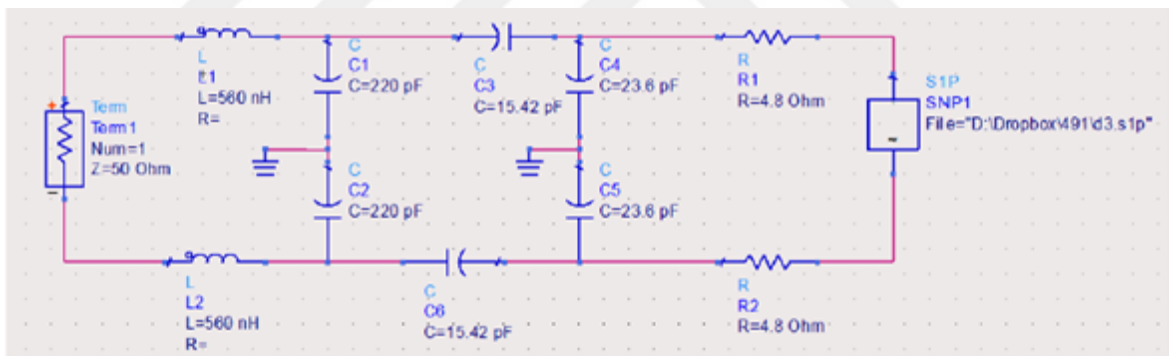 L
L1
L=560 nH
R=
C
C1
C=220 pF
C
C3
C=15.42 pF
C
C4
C=23.6 pF
R
R1
R=4.8 Ohm
S1P
SNP1
File="D:\Dropbox\491\d3.s1p"
Term
Term1
Num=1
Z=50 Ohm
C
C2
C=220 pF
C
C5
C=23.6 pF
L
L2
L=560 nH
R=
C
C6
C=15.42 pF
R
R2
R=4.8 Ohm